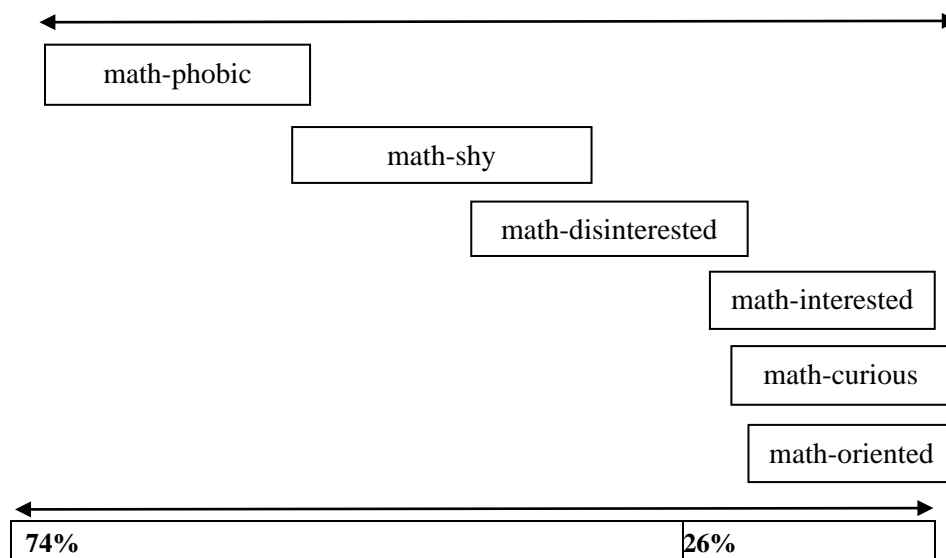 math-phobic
math-shy
math-disinterested
math-interested
math-curious
math-oriented
74% 26%